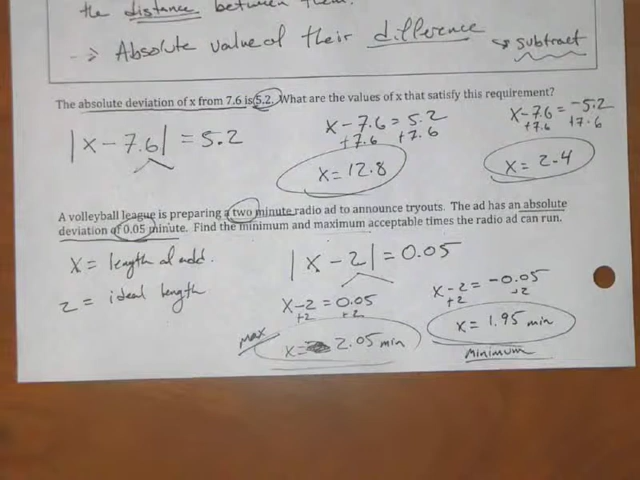 the distance between them.
-> Absolute value of their difference -> subtract
The absolute deviation of x from 7.6 is 5.2. What are the values of x that satisfy this requirement?
|x - 7.6| = 5.2
x - 7.6 = 5.2
+7.6 +7.6
x = 12.8
x - 7.6 = -5.2
+7.6 +7.6
x = -2.4
A volleyball league is preparing a two minute radio ad to announce tryouts. The ad has an absolute
deviation of 0.05 minute. Find the minimum and maximum acceptable times the radio ad can run.
x = length of add.
2 = ideal length
|x - 2| = 0.05
x - 2 = 0.05
+2 +2
max x = 2.05 min
x - 2 = -0.05
+2 +2
x = 1.95 min
minimum